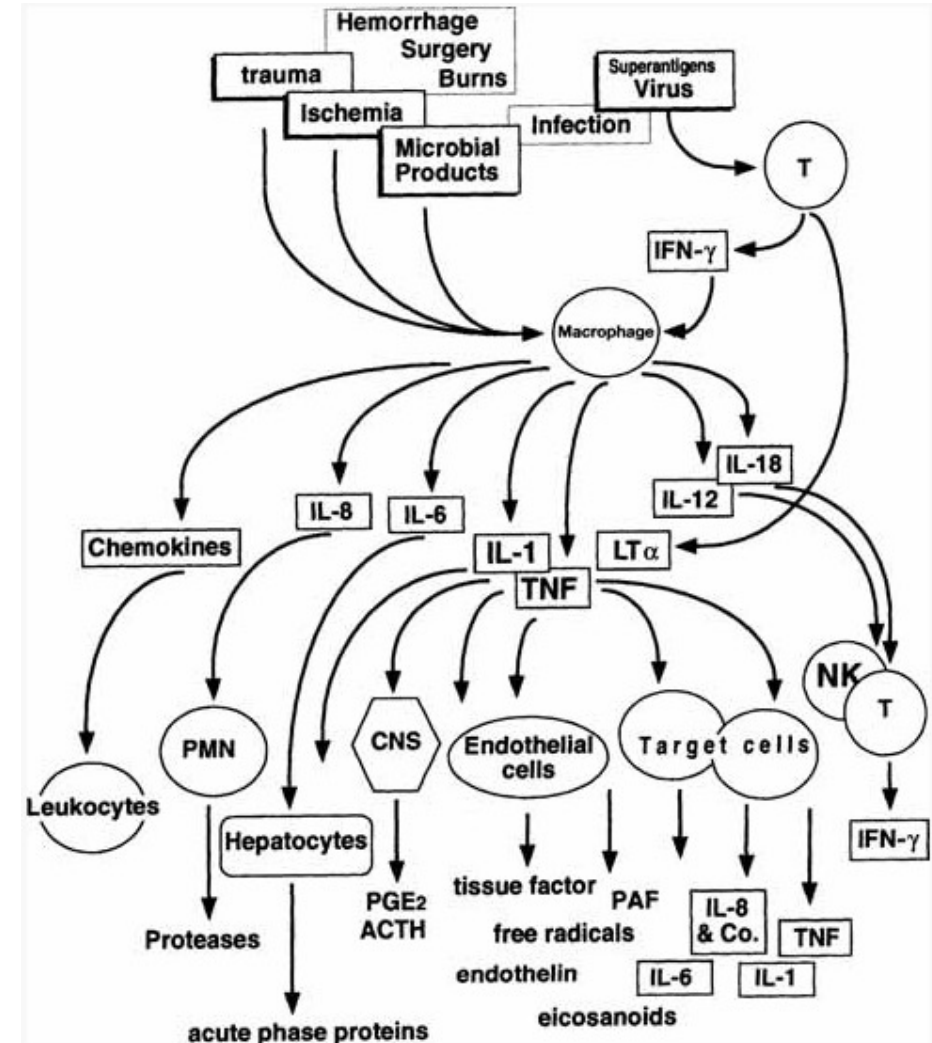 Hemorrhage
Surgery
Burns
trauma
Ischemia
Microbial
Products
Infection
Superantigens
Virus
T
IFN-γ
Macrophage
IL-18
IL-12
IL-8
IL-6
Chemokines
IL-1
TNF
LTα
NK
T
PMN
CNS
Endothelial
cells
Target cells
Leukocytes
Hepatocytes
IFN-γ
Proteases
PGE2
ACTH
tissue factor
PAF
free radicals
endothelin
eicosanoids
IL-8
& Co.
TNF
IL-6
IL-1
acute phase proteins